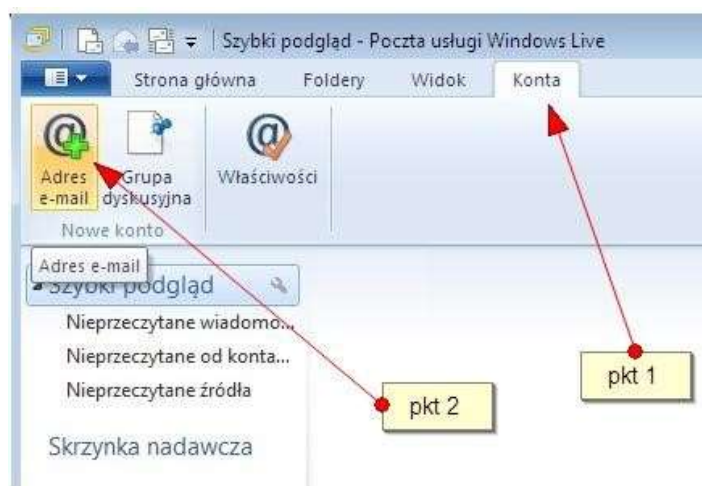 Szybki podgląd - Poczta usługi Windows Live
Strona główna Foldery Widok Konta
Adres e-mail
Grupa dyskusyjna
Właściwości
Nowe konto
Adres e-mail
Szybki podgląd
Nieprzeczytane wiadomo...
Nieprzeczytane od konta...
Nieprzeczytane źródła
Skrzynka nadawcza
pkt 1
pkt 2